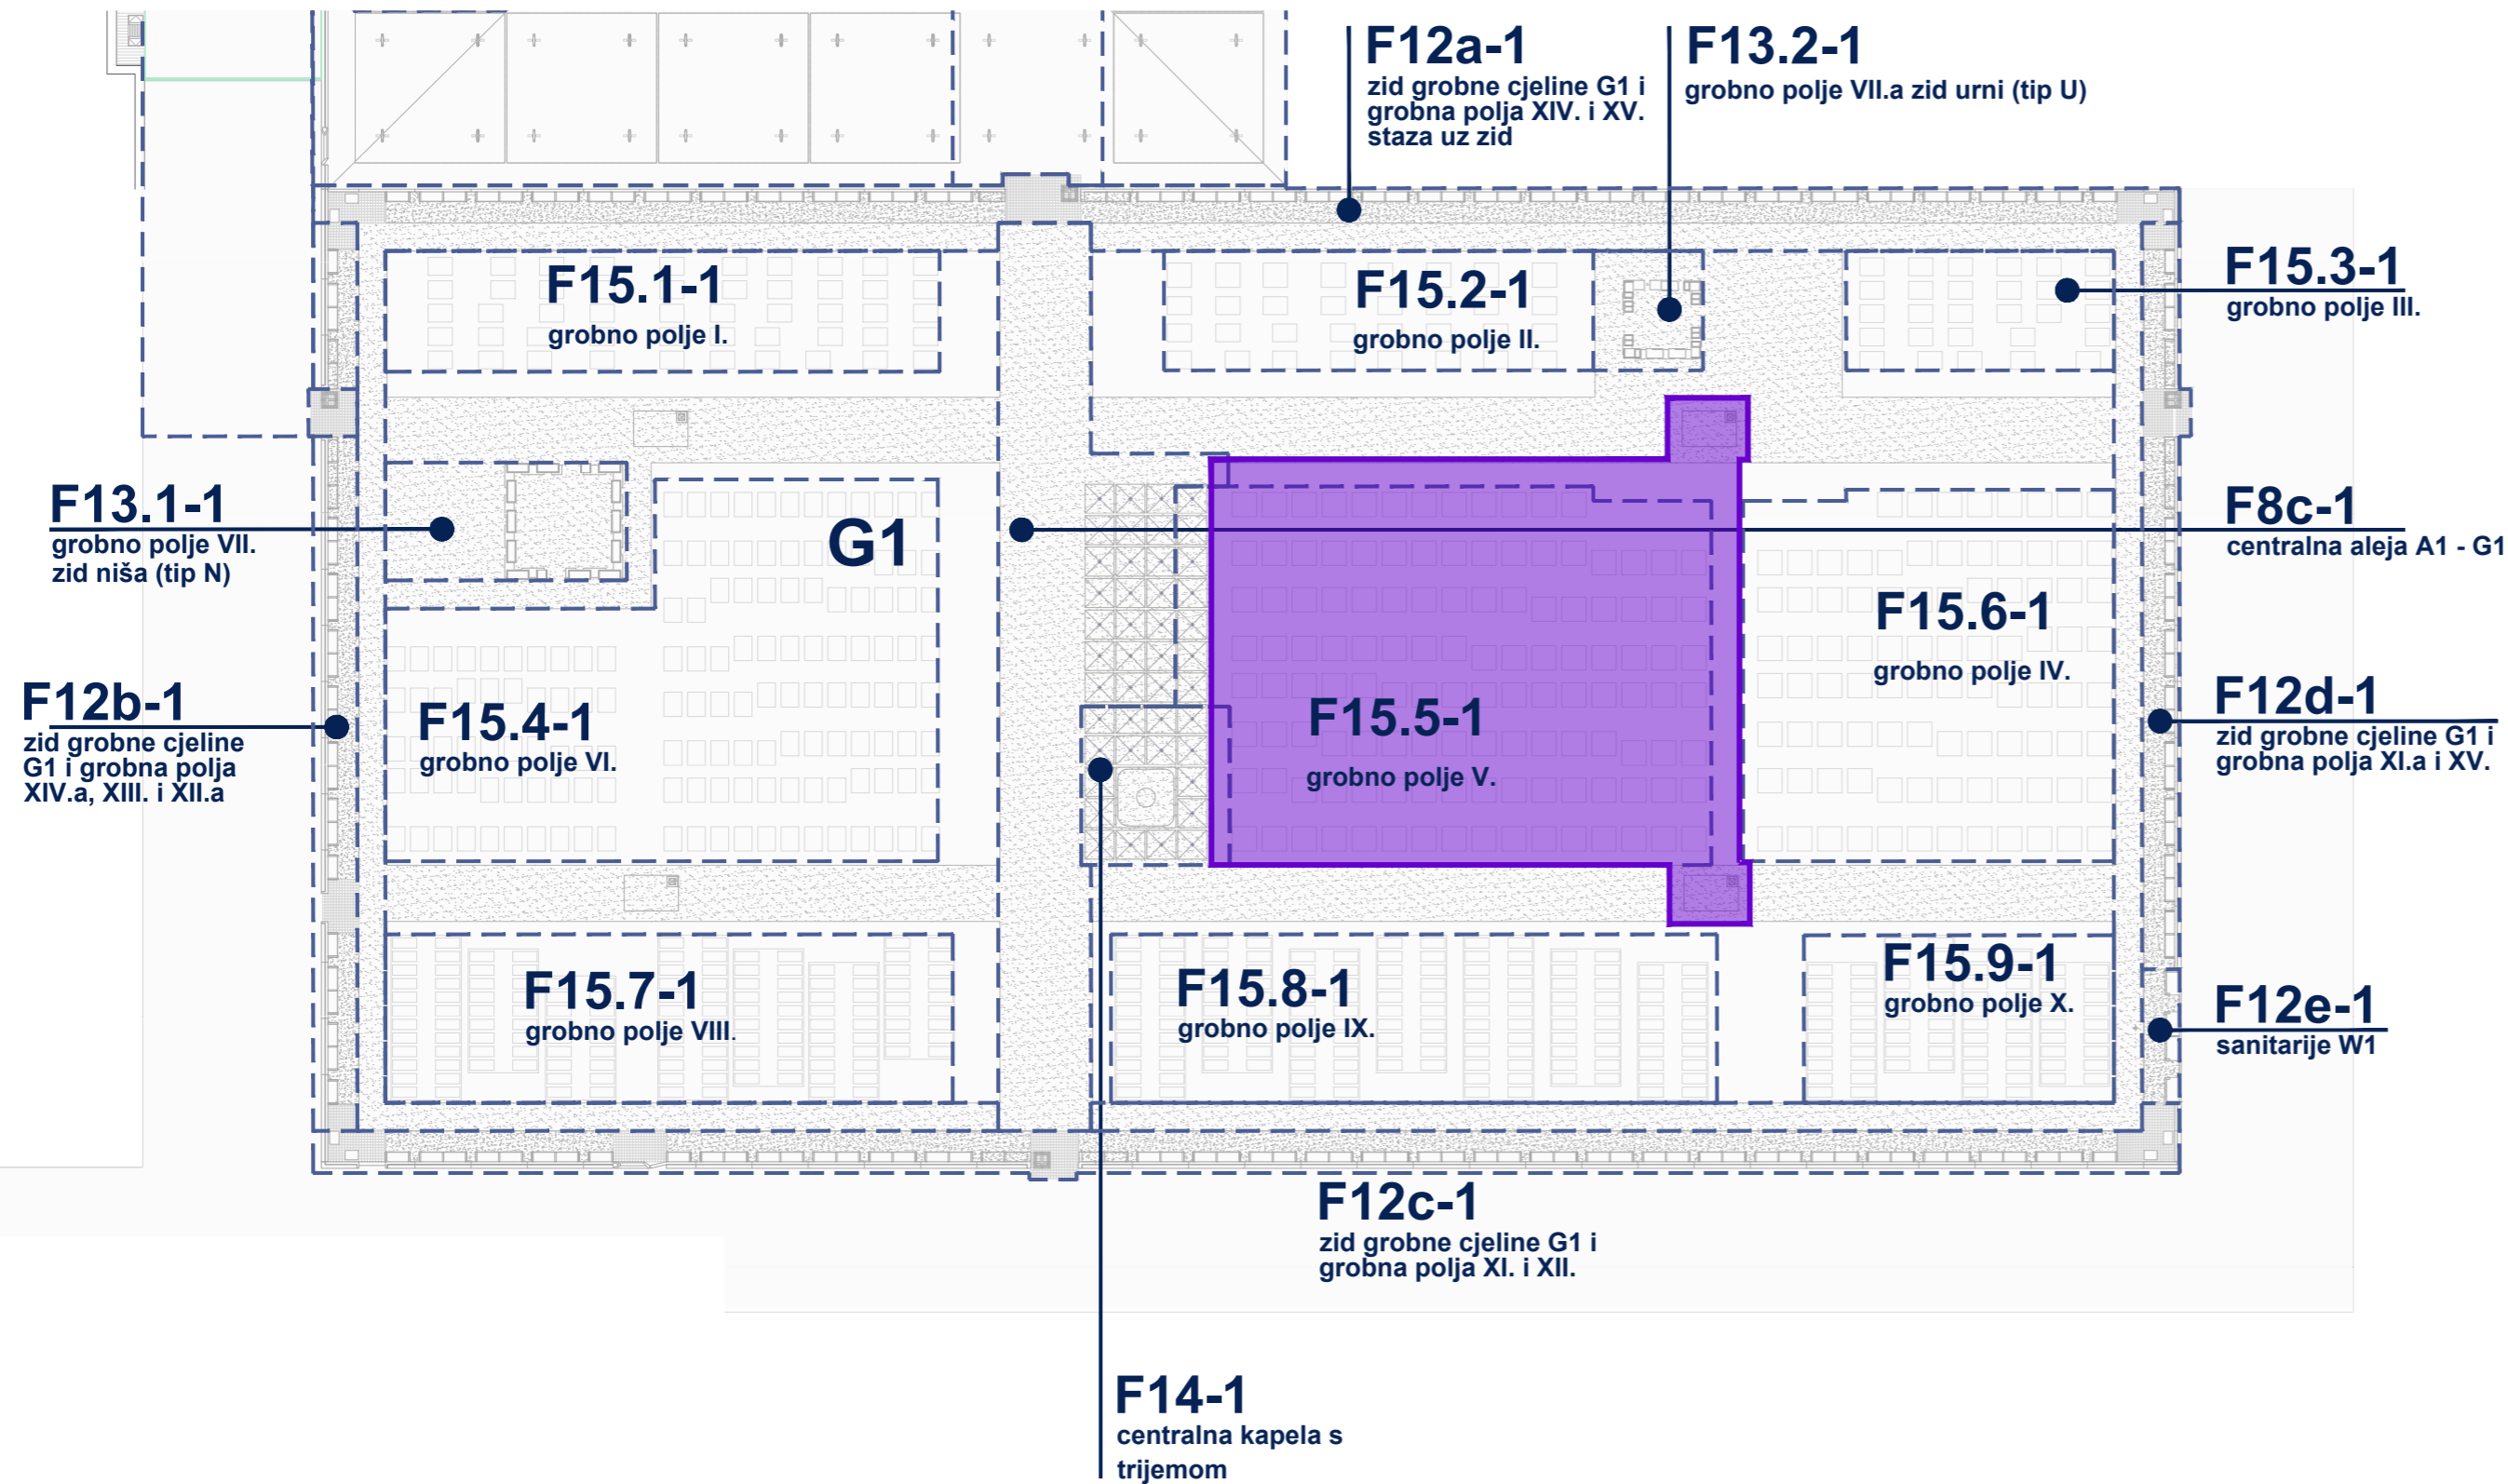 F12a-1
zid grobne cjeline G1 i
grobna polja XIV. i XV.
staza uz zid
F13.2-1
grobno polje VII.a zid urni (tip U)
F15.1-1
grobno polje I.
F15.2-1
grobno polje II.
F15.3-1
grobno polje III.
F13.1-1
grobno polje VII.
zid niša (tip N)
G1
F8c-1
centralna aleja A1 - G1
F15.6-1
grobno polje IV.
F12b-1
zid grobne cjeline
G1 i grobna polja
XIV.a, XIII. i XII.a
F15.4-1
grobno polje VI.
F15.5-1
grobno polje V.
F12d-1
zid grobne cjeline G1 i
grobna polja XI.a i XV.
F15.7-1
grobno polje VIII.
F15.8-1
grobno polje IX.
F15.9-1
grobno polje X.
F12e-1
sanitarije W1
F12c-1
zid grobne cjeline G1 i
grobna polja XI. i XII.
F14-1
centralna kapela s
trijemom